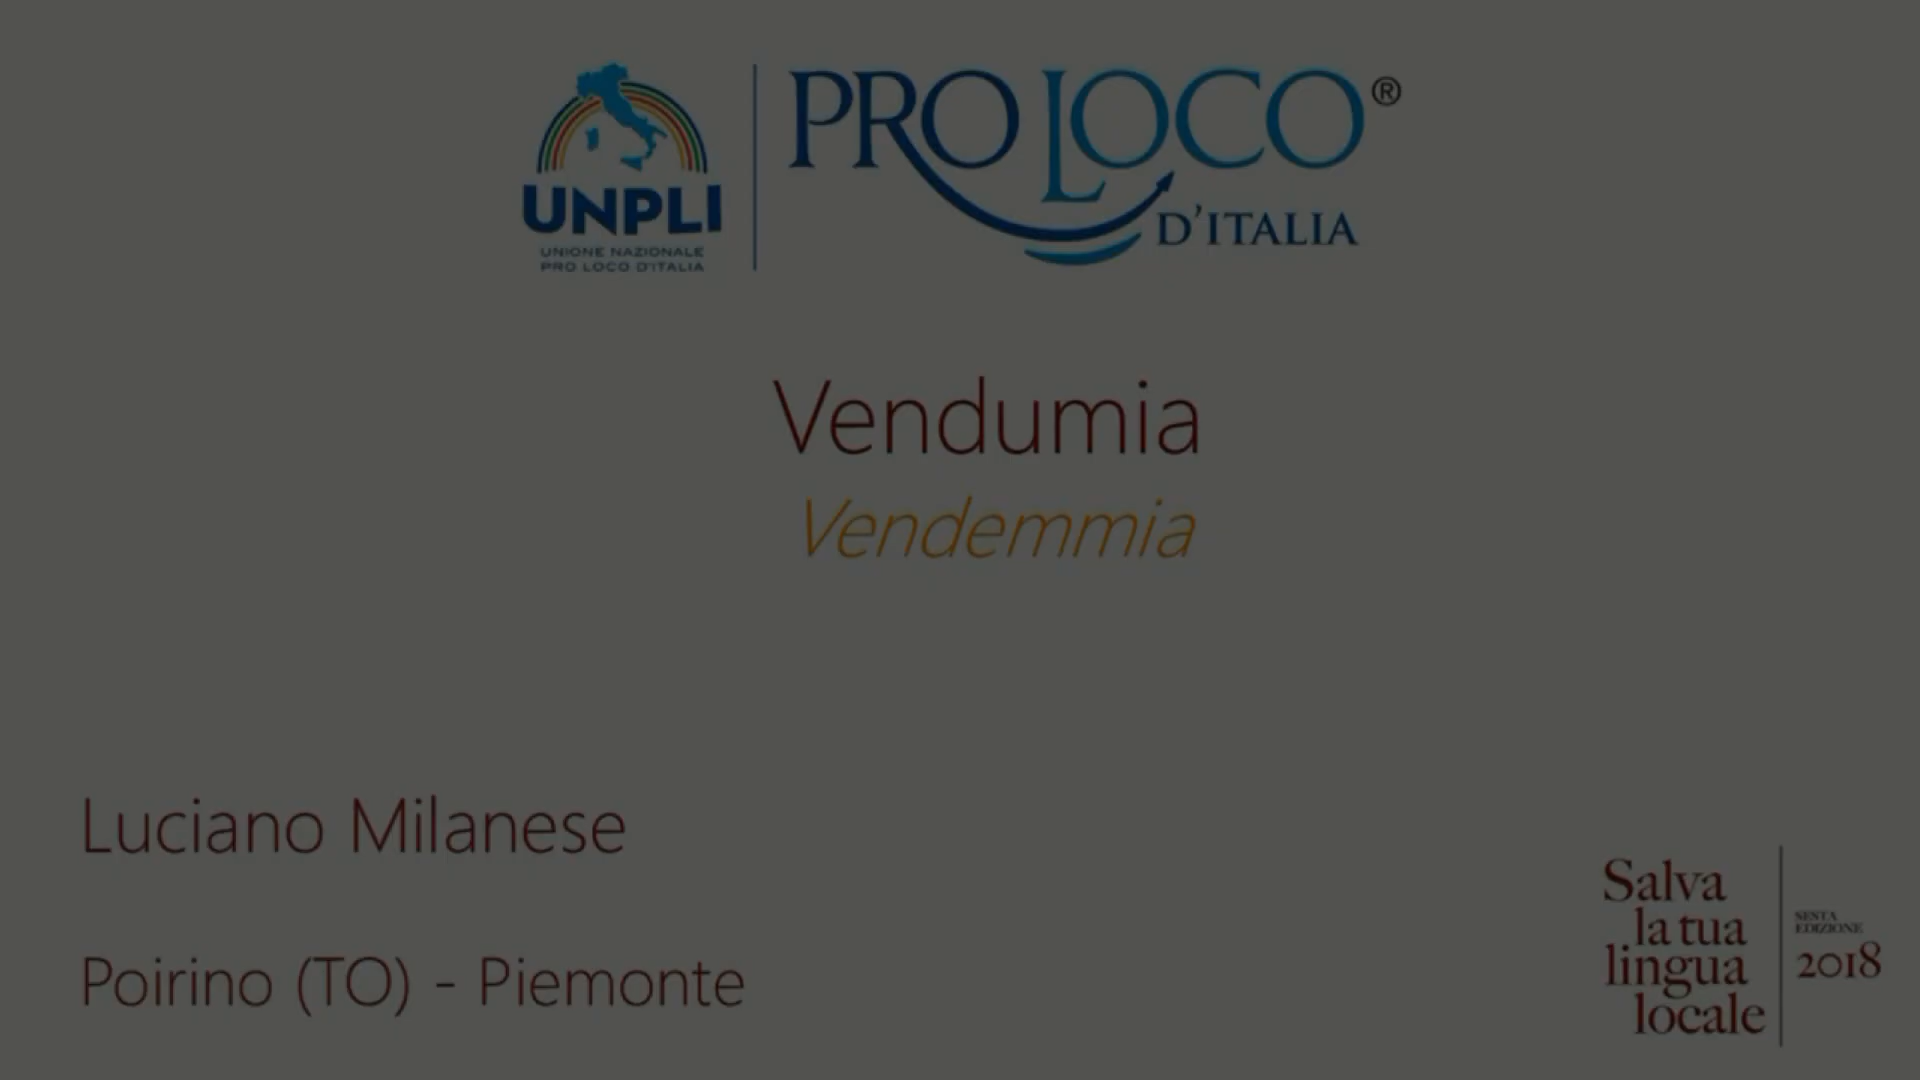 UNPLI
UNIONE NAZIONALE
PRO LOCO D'ITALIA
PRO LOCO®
D'ITALIA
Vendumia
Vendemmia
Luciano Milanese
Poirino (TO) - Piemonte
Salva
la tua
lingua
locale
SESTA
EDIZIONE
2018